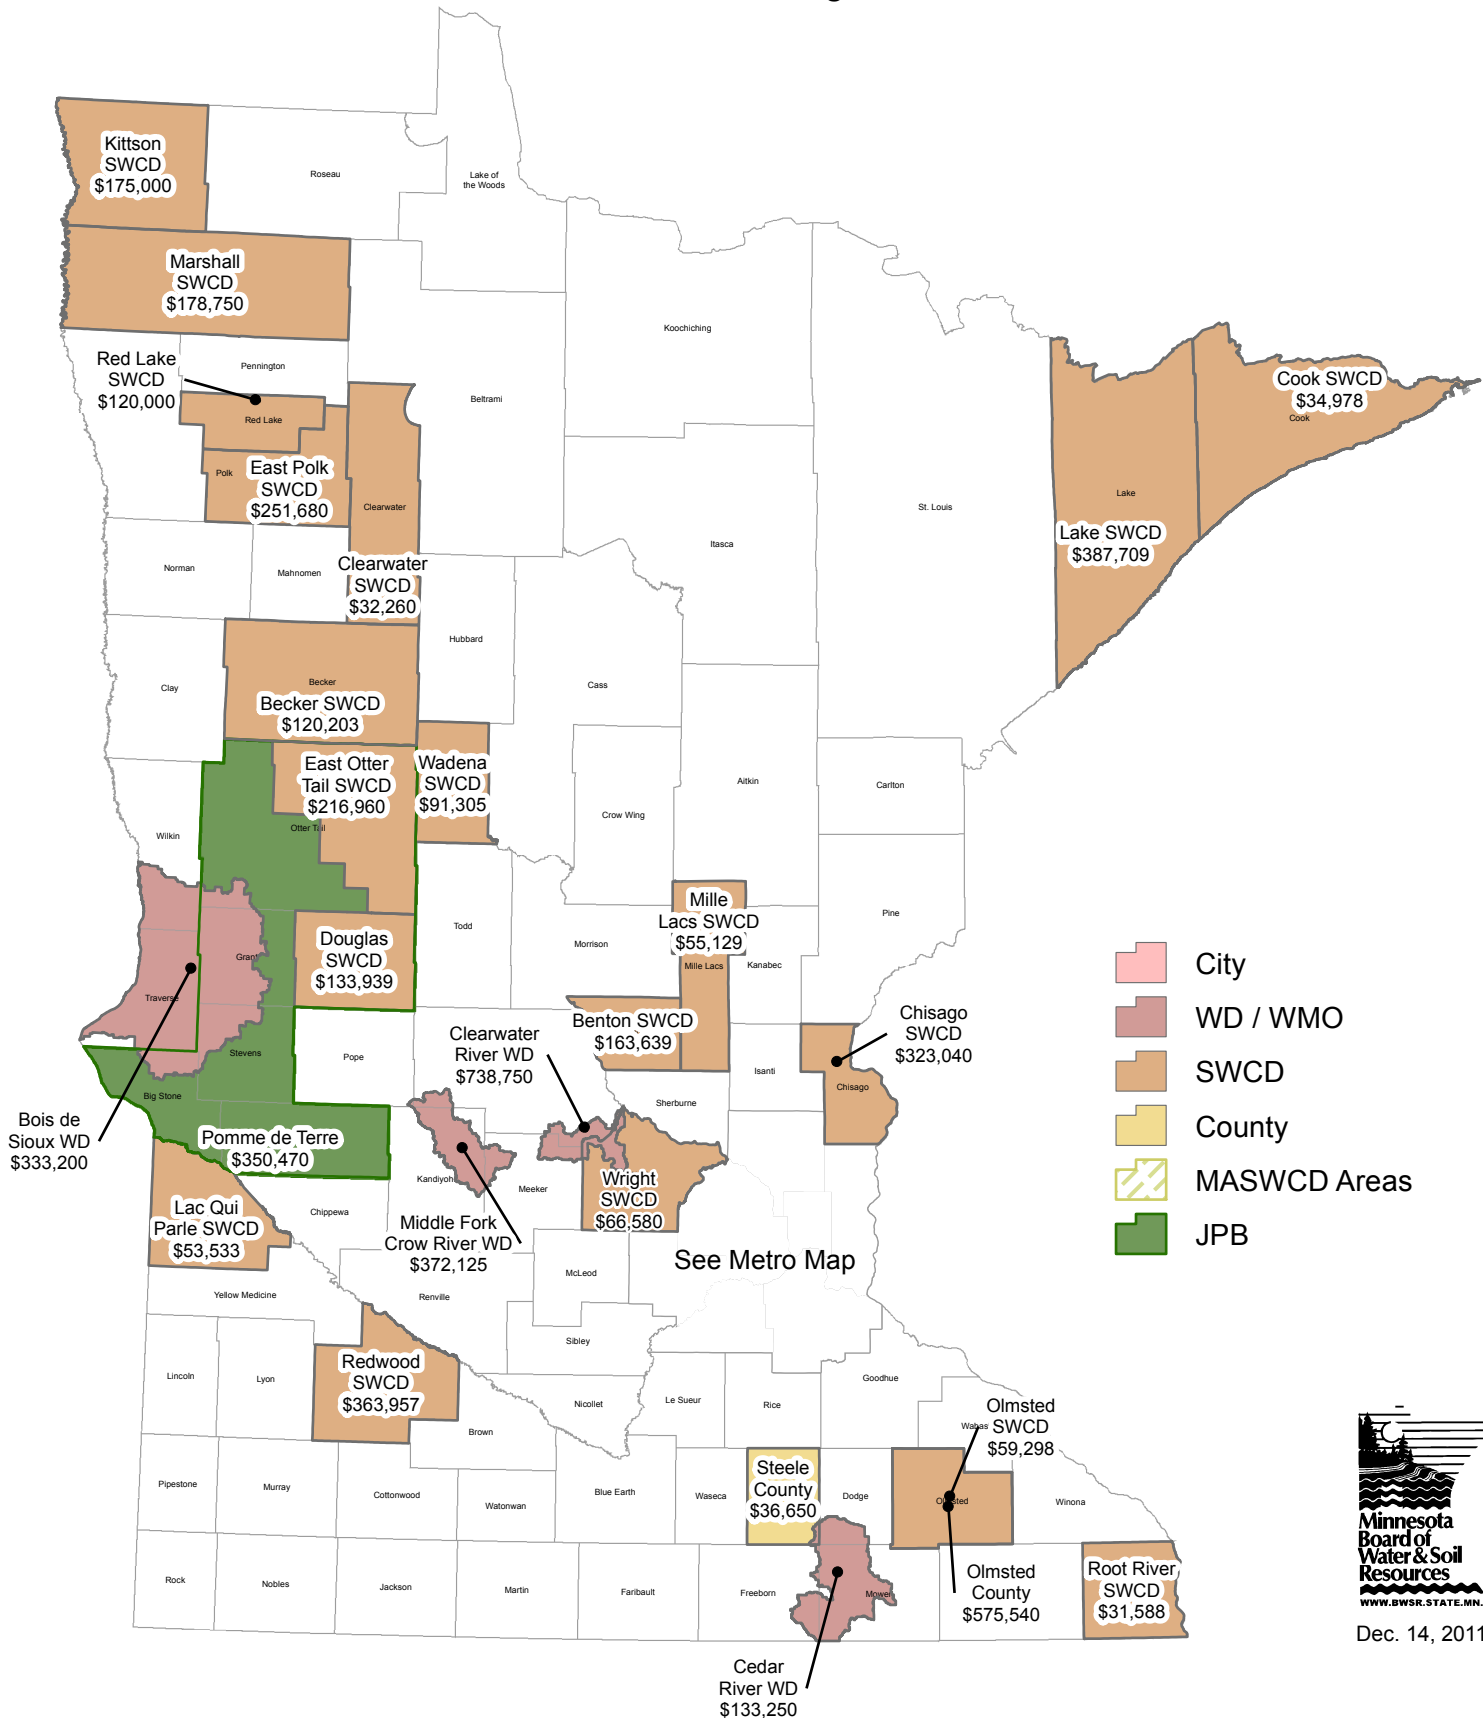 Kittson
SWCD
$175,000
Roseau
Lake of
the Woods
Marshall
SWCD
$178,750
Koochiching
Red Lake
SWCD
$120,000
Pennington
Red Lake
Beltrami
Cook SWCD
$34,978
Cook
Polk
East Polk
SWCD
$251,680
Clearwater
St. Louis
Lake
Lake SWCD
$387,709
Itasca
Norman
Mahnomen
Clearwater
SWCD
$32,260
Hubbard
Clay
Becker
Becker SWCD
$120,203
Cass
East Otter
Tail SWCD
$216,960
Otter Tail
Wadena
SWCD
$91,305
Aitkin
Carlton
Crow Wing
Wilkin
Mille
Lacs SWCD
$55,129
Mille Lacs
Pine
Todd
Morrison
Kanabec
Douglas
SWCD
$133,939
Grant
Traverse
Benton SWCD
$163,639
Chisago
SWCD
$323,040
Chisago
Clearwater
River WD
$738,750
Stevens
Pope
Isanti
Big Stone
Sherburne
Bois de
Sioux WD
$333,200
Pomme de Terre
$350,470
Kandiyoh
Meeker
Wright
SWCD
$66,580
Lac Qui
Parle SWCD
$53,533
Chippewa
Middle Fork
Crow River WD
$372,125
See Metro Map
McLeod
Yellow Medicine
Renville
Sibley
Redwood
SWCD
$363,957
Lincoln
Lyon
Brown
Nicollet
Le Sueur
Rice
Goodhue
Wabas
Olmsted
SWCD
$59,298
Pipestone
Murray
Cottonwood
Watonwan
Blue Earth
Waseca
Steele
County
$36,650
Dodge
Winona
Rock
Nobles
Jackson
Martin
Faribault
Freeborn
Mower
Olmsted
County
$575,540
Root River
SWCD
$31,588
Cedar
River WD
$133,250
City
WD / WMO
SWCD
County
MASWCD Areas
JPB
Minnesota
Board of
Water & Soil
Resources
WWW.BWSR.STATE.MN.
Dec. 14, 2011